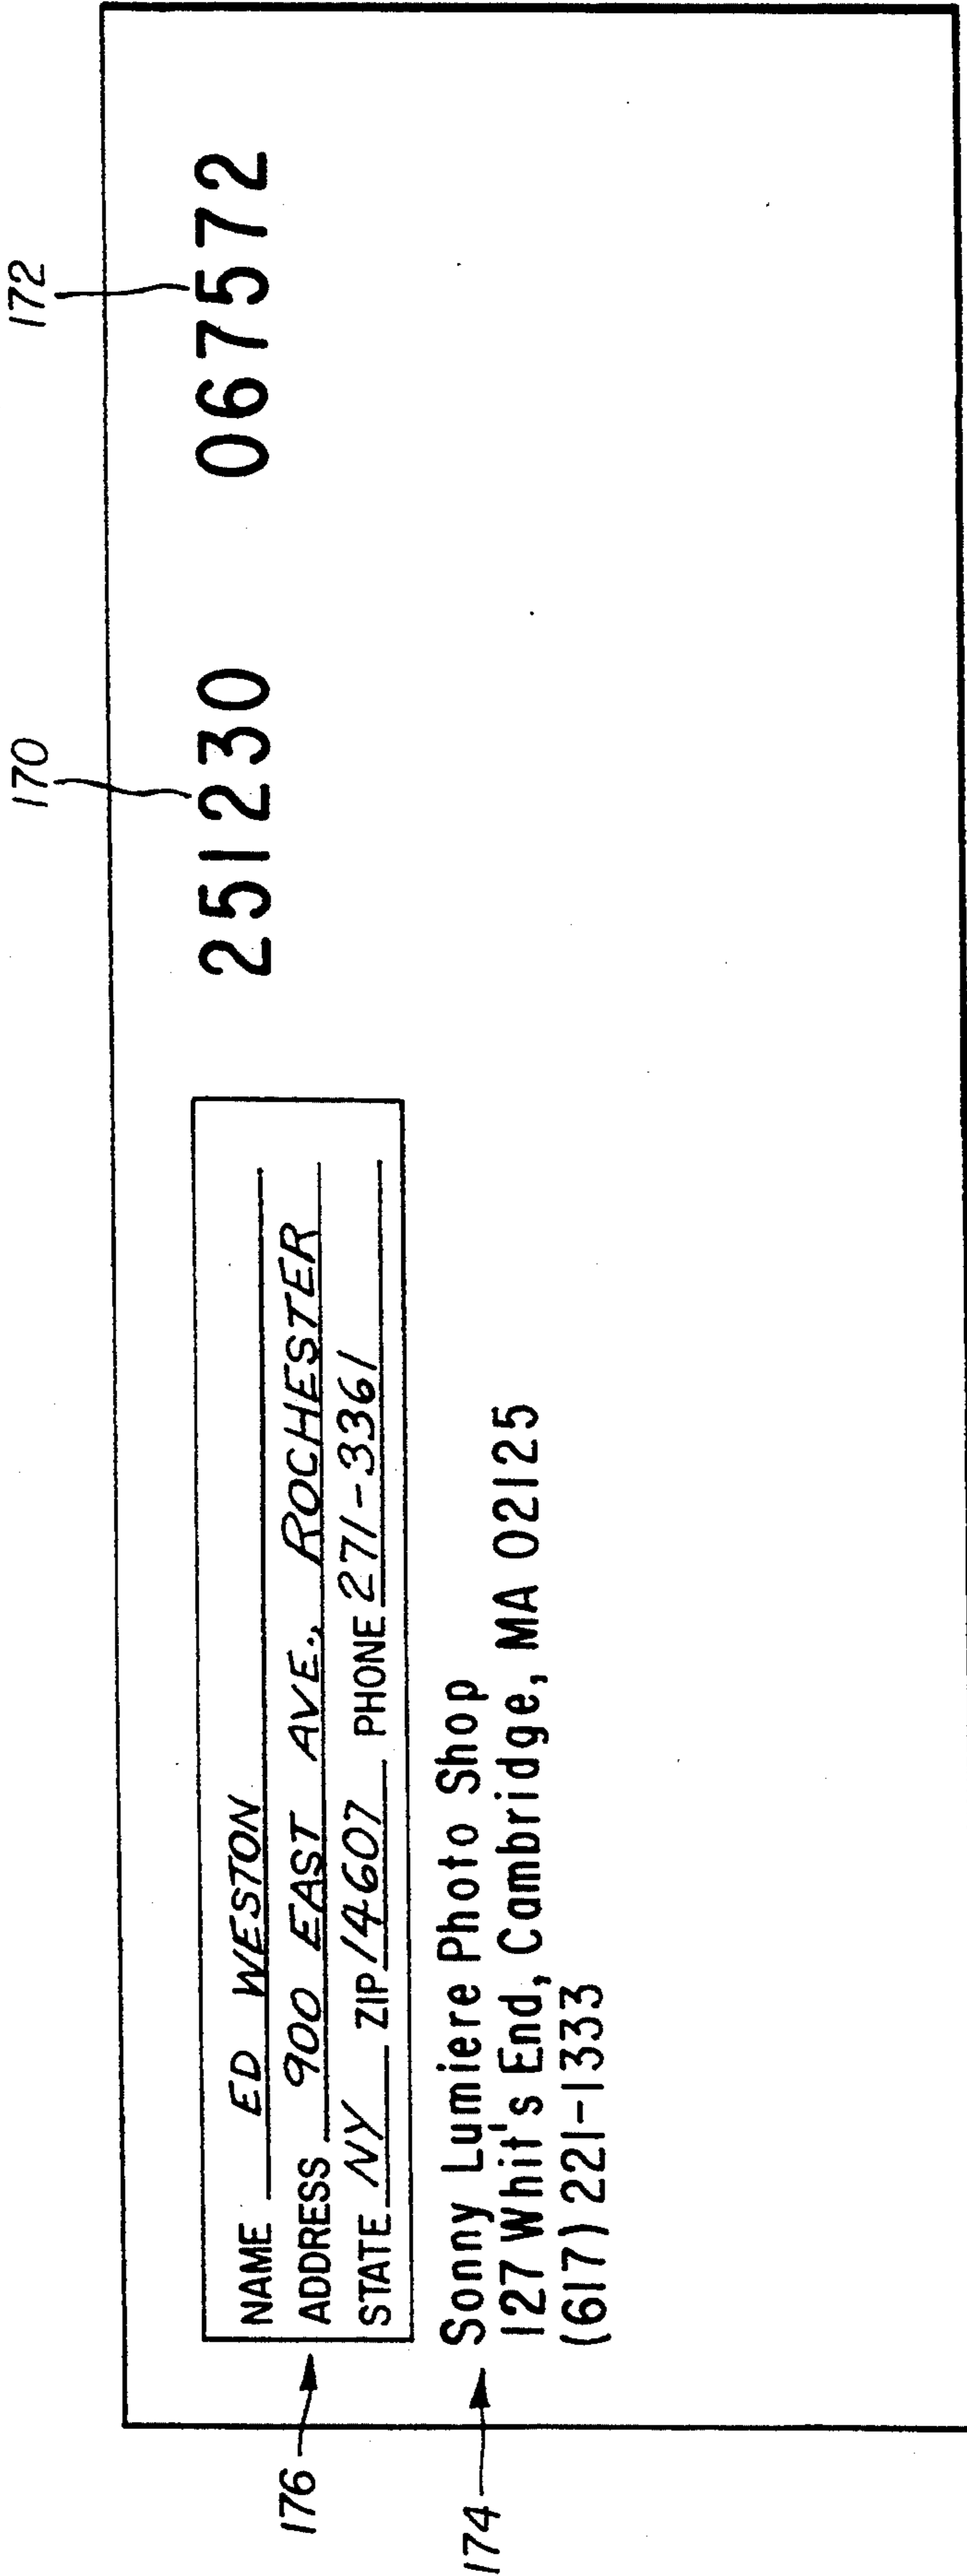 170 172
251230 067572
176
NAME ED WESTON
ADDRESS 900 EAST AVE., ROCHESTER
STATE NY ZIP 14607 PHONE 271-3361
174
Sonny Lumiere Photo Shop
127 Whit's End, Cambridge, MA 02125
(617) 221-1333